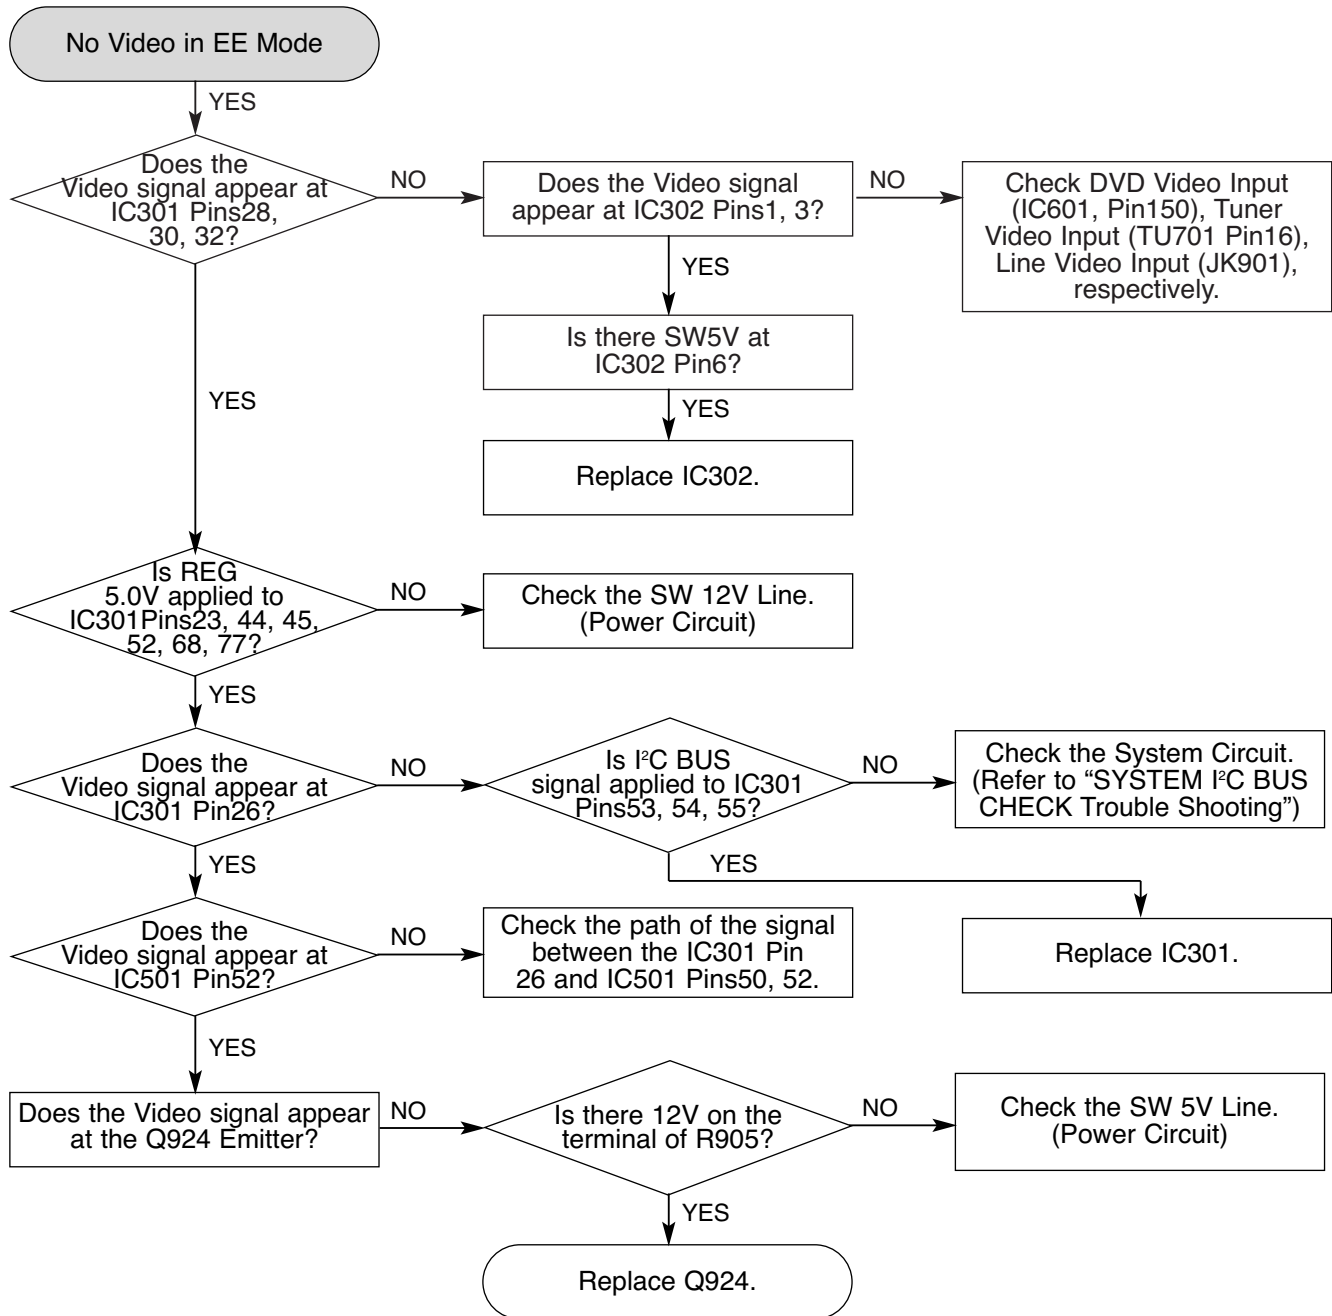 No Video in EE Mode
YES
Does the
Video signal appear at
IC301 Pins28,
30, 32?
NO
Does the Video signal
appear at IC302 Pins1, 3?
NO
Check DVD Video Input
(IC601, Pin150), Tuner
Video Input (TU701 Pin16),
Line Video Input (JK901),
respectively.
YES
Is there SW5V at
IC302 Pin6?
YES
YES
Replace IC302.
Is REG
5.0V applied to
IC301Pins23, 44, 45,
52, 68, 77?
NO
Check the SW 12V Line.
(Power Circuit)
YES
Does the
Video signal appear at
IC301 Pin26?
NO
Is I²C BUS
signal applied to IC301
Pins53, 54, 55?
NO
Check the System Circuit.
(Refer to “SYSTEM I²C BUS
CHECK Trouble Shooting”)
YES
YES
Does the
Video signal appear at
IC501 Pin52?
NO
Check the path of the signal
between the IC301 Pin
26 and IC501 Pins50, 52.
Replace IC301.
YES
Does the Video signal appear
at the Q924 Emitter?
NO
Is there 12V on the
terminal of R905?
NO
Check the SW 5V Line.
(Power Circuit)
YES
Replace Q924.